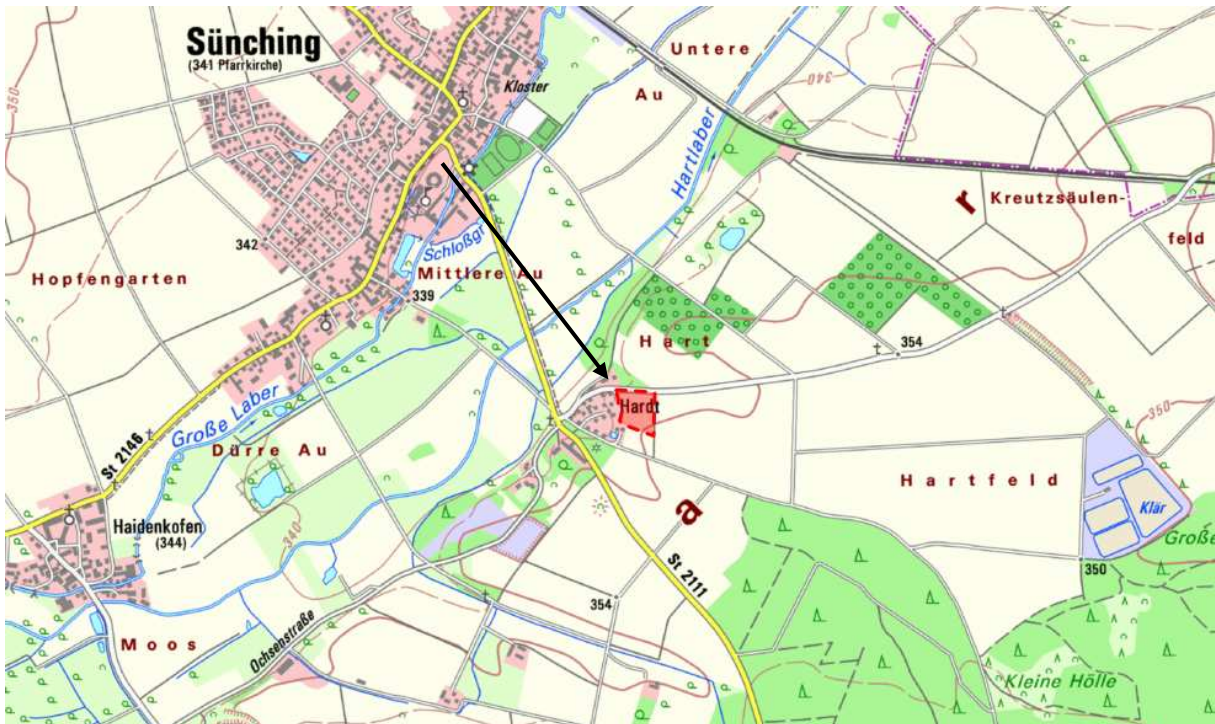 Sünching
(341 Pfarrkirche)
Untere
Au
340
350
Kloster
Hartlaber
r
Kreutzsäulen-
feld
342
Schloßgr
Hopfengarten
Mittlere Au
339
Hart
354
Große Laber
Hardt
350
St 2146
Dürre Au
Hartfeld
Klär
Haidenkofen
(344)
340
a
Große
St 2111
350
354
Moos
Ochsenstraße
Kleine Hölle